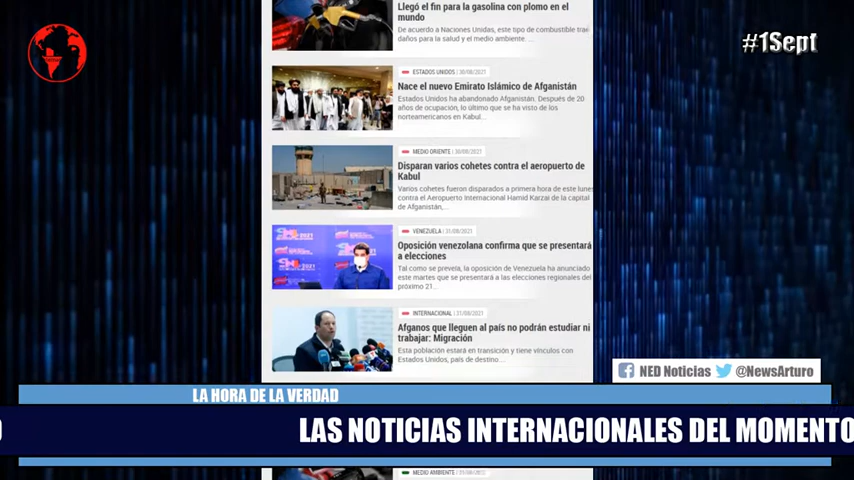 Llegó el fin para la gasolina con plomo en el
mundo
De acuerdo a Naciones Unidas, este tipo de combustible trae
daños para la salud y el medio ambiente. ...
#1Sept
ESTADOS UNIDOS | 30/08/2021
Nace el nuevo Emirato Islámico de Afganistán
Estados Unidos ha abandonado Afganistán. Después de 20
años de ocupación, lo último que se ha visto de los
norteamericanos en Kabul...
MEDIO ORIENTE | 30/08/2021
Disparan varios cohetes contra el aeropuerto de
Kabul
Varios cohetes fueron disparados a primera hora de este lunes
contra el Aeropuerto Internacional Hamid Karzai de la capital
de Afganistán,...
VENEZUELA | 31/08/2021
Oposición venezolana confirma que se presentará
a elecciones
Tal como se preveía, la oposición de Venezuela ha anunciado
este martes que se presentará a las elecciones regionales del
próximo 21...
INTERNACIONAL | 31/08/2021
Afganos que lleguen al país no podrán estudiar ni
trabajar: Migración
Esta población estará en transición y tiene vínculos con
Estados Unidos, país de destino...
NED Noticias @NewsArturo
LA HORA DE LA VERDAD
LAS NOTICIAS INTERNACIONALES DEL MOMENTO
MEDIO AMBIENTE